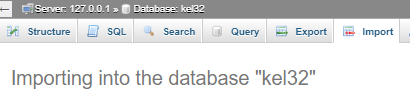 Server: 127.0.0.1 » Database: kel32
Structure SQL Search Query Export Import
Importing into the database "kel32"